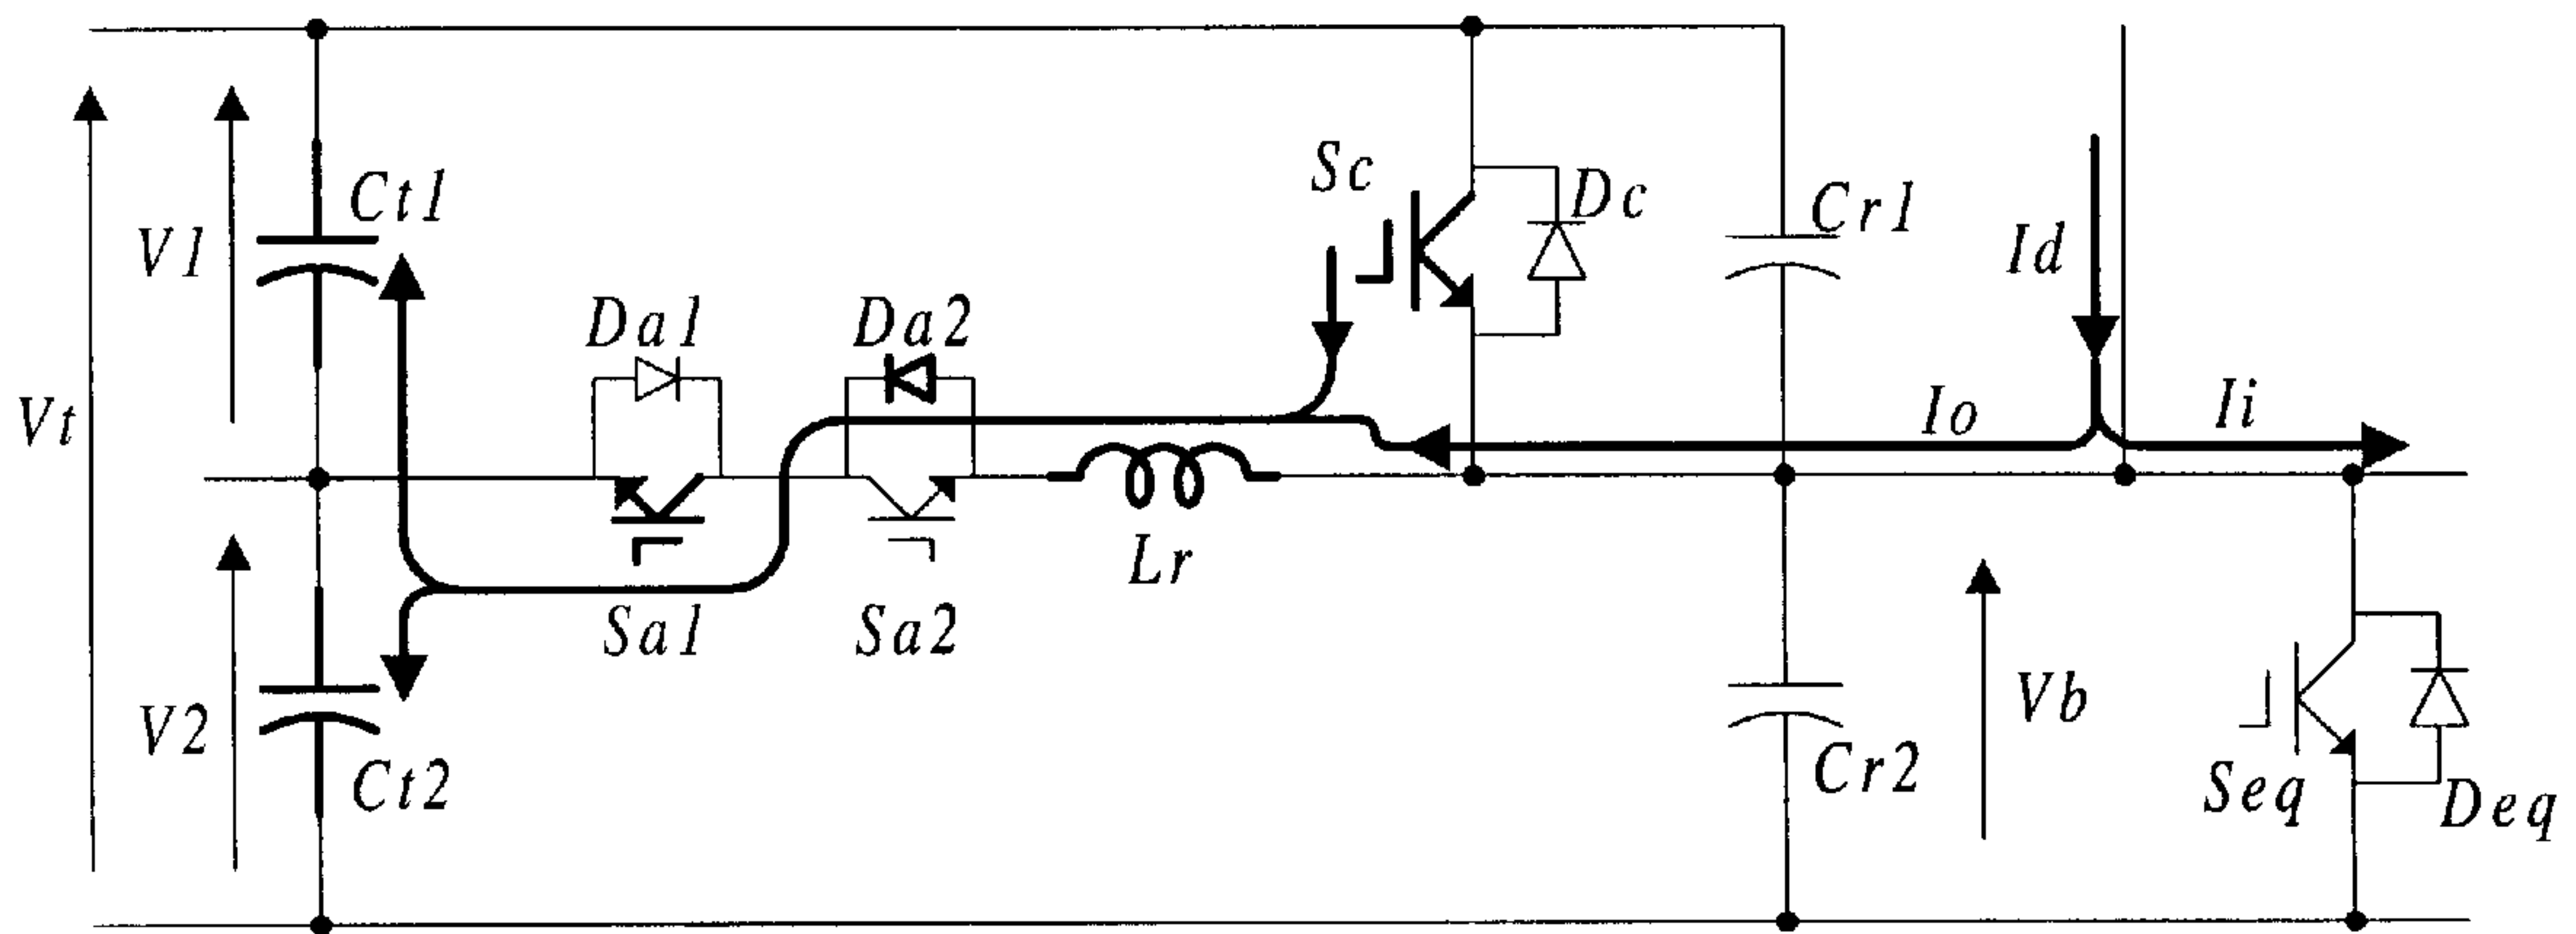 Sc
Dc
Ct1
Cr1
V1
Id
Da1
Da2
Vt
Io
Ii
Lr
Sa1
Sa2
V2
Vb
Ct2
Cr2
Seq
Deq